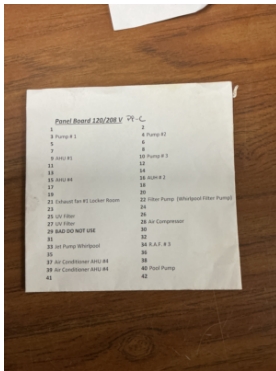 Panel Board 120/208 V P4-C
1 2
3 Pump # 1 4 Pump #2
5 6
7 8
9 AHU #1 10 Pump # 3
11 12
13 14
15 AHU #4 16 AUH # 2
17 18
19 20
21 Exhaust fan #1 Locker Room 22 Filter Pump (Whirlpool Filter Pump)
23 24
25 UV Filter 26
27 UV Filter 28 Air Compressor
29 BAD DO NOT USE 30
31 32
33 Jet Pump Whirlpool 34 R.A.F. # 2
35 36
37 Air Conditioner AHU #4 38
39 Air Conditioner AHU #4 40 Pool Pump
41 42